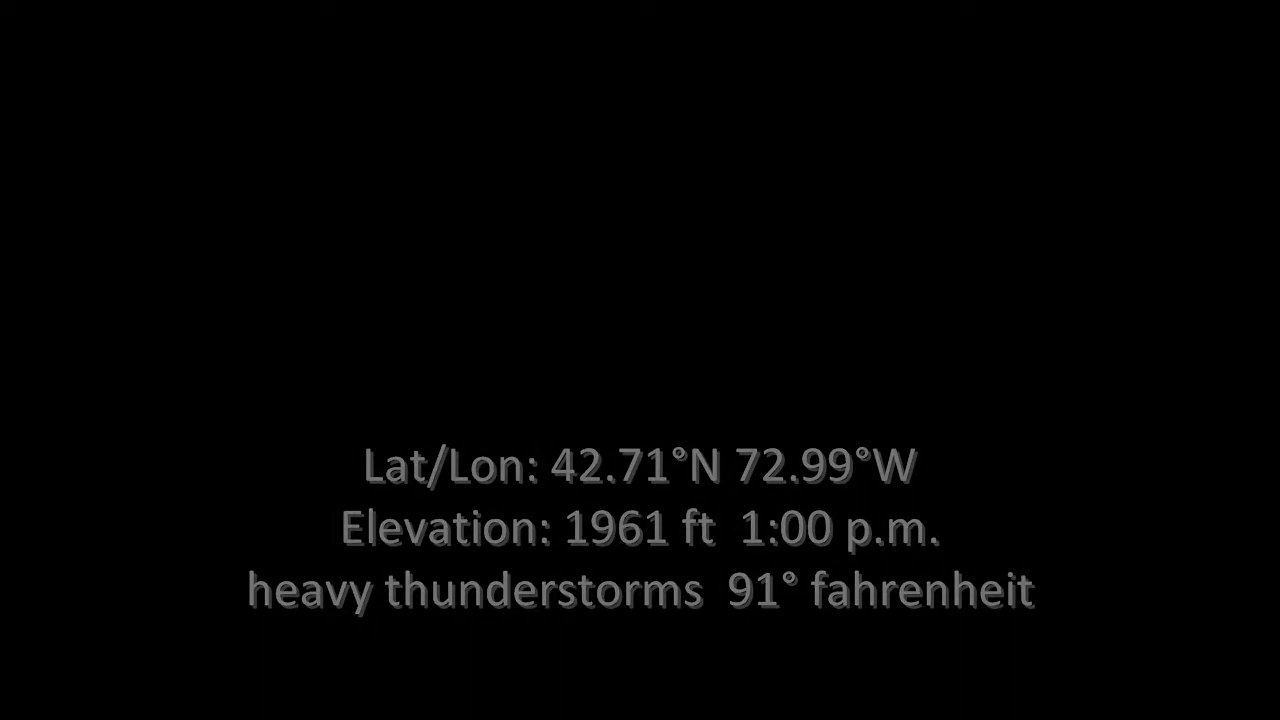 Lat/Lon: 42.71°N 72.99°W
Elevation: 1961 ft  1:00 p.m.
heavy thunderstorms  91° fahrenheit